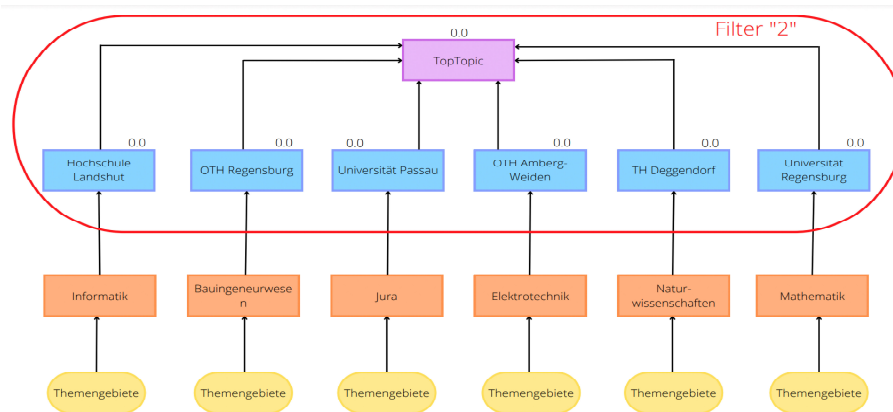 Filter "2"
0.0
TopTopic
0.0
0.0
0.0
0.0
0.0
0.0
Hochschule
Landshut
OTH Regensburg
Universität Passau
OTH Amberg-
Weiden
TH Deggendorf
Universität
Regensburg
Informatik
Bauingeneurwese
n
Jura
Elektrotechnik
Natur-
wissenschaften
Mathematik
Themengebiete
Themengebiete
Themengebiete
Themengebiete
Themengebiete
Themengebiete